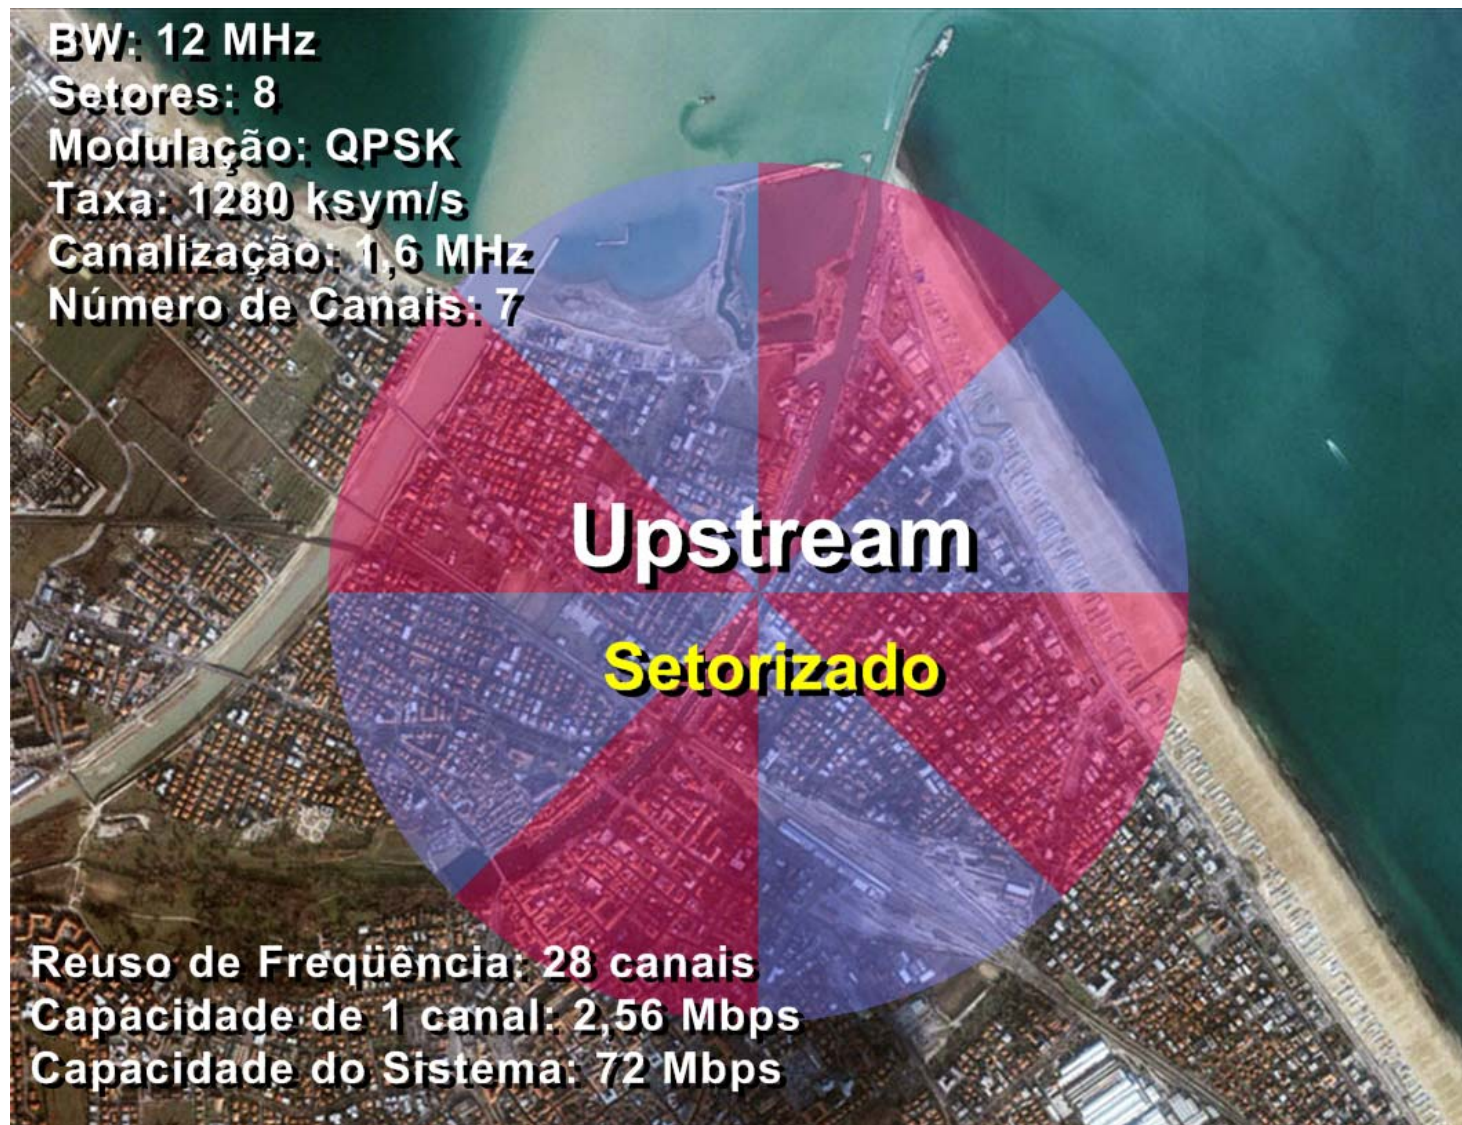 BW: 12 MHz
Setores: 8
Modulação: QPSK
Taxa: 1280 ksym/s
Canalização: 1,6 MHz
Número de Canais: 7
Upstream
Setorizado
Reuso de Freqüência: 28 canais
Capacidade de 1 canal: 2,56 Mbps
Capacidade do Sistema: 72 Mbps